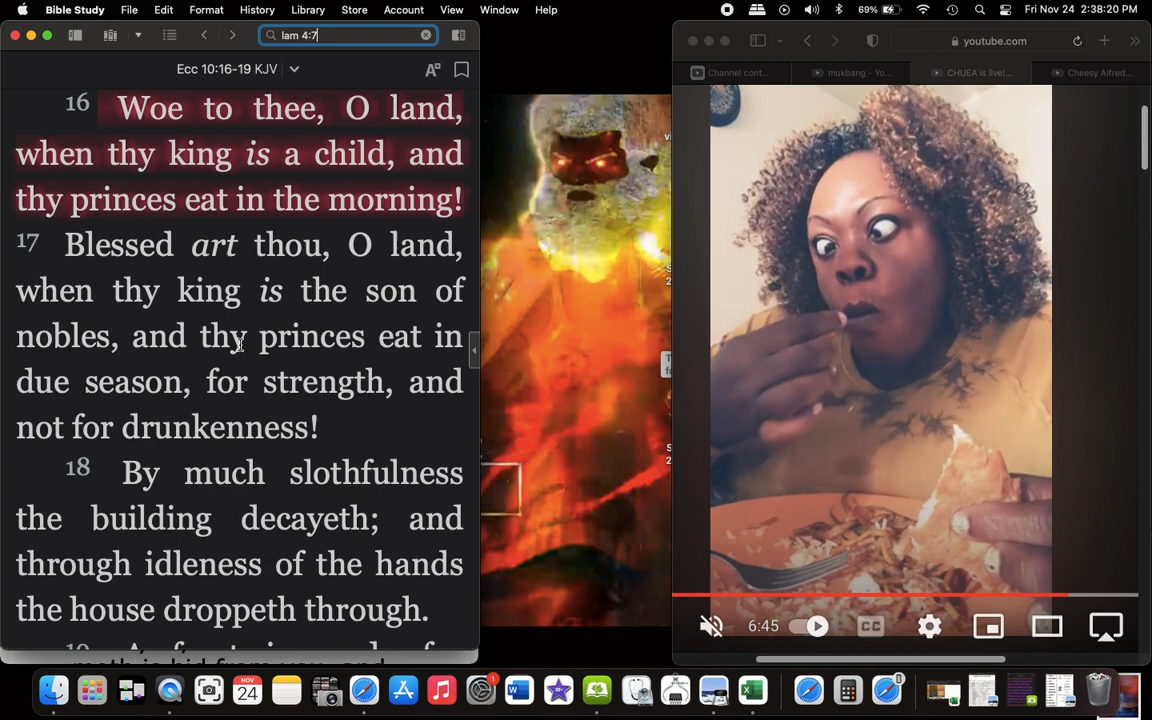 Bible Study File Edit Format History Library Store Account View Window Help 69% Fri Nov 24 2:38:20 PM
lam 4:7
youtube.com
Ecc 10:16-19 KJV
Channel cont... mukbang - Yo... CHUEA is live!... Cheesy Alfred...
16 Woe to thee, O land,
when thy king is a child, and
thy princes eat in the morning!
17 Blessed art thou, O land,
when thy king is the son of
nobles, and thy princes eat in
due season, for strength, and
not for drunkenness!
18 By much slothfulness
the building decayeth; and
through idleness of the hands
the house droppeth through.
6:45
CC
NOV
24
1